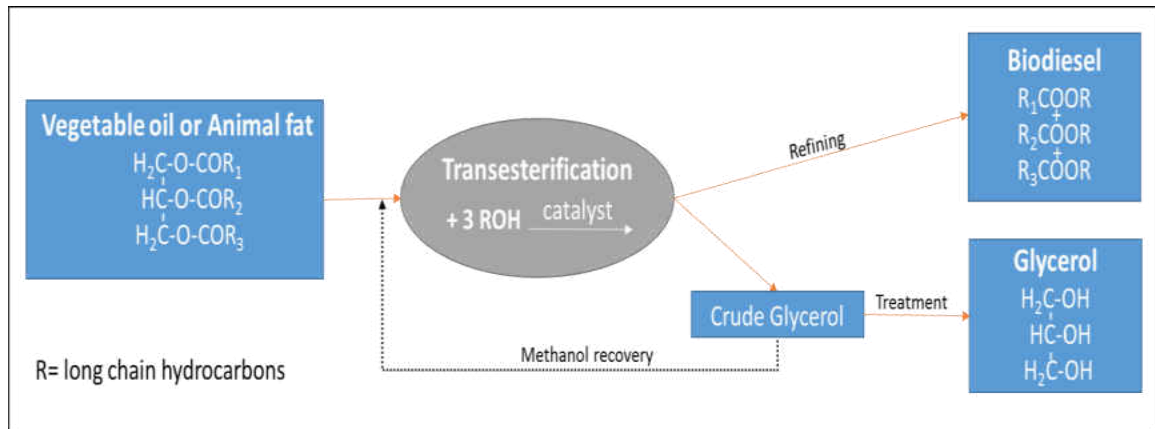 Vegetable oil or Animal fat
H₂C-O-COR₁
HC-O-COR₂
H₂C-O-COR₃
R= long chain hydrocarbons
Transesterification
+ 3 ROH catalyst
Methanol recovery
Refining
Biodiesel
R₁COOR
+
R₂COOR
+
R₃COOR
Crude Glycerol
Treatment
Glycerol
H₂C-OH
HC-OH
H₂C-OH